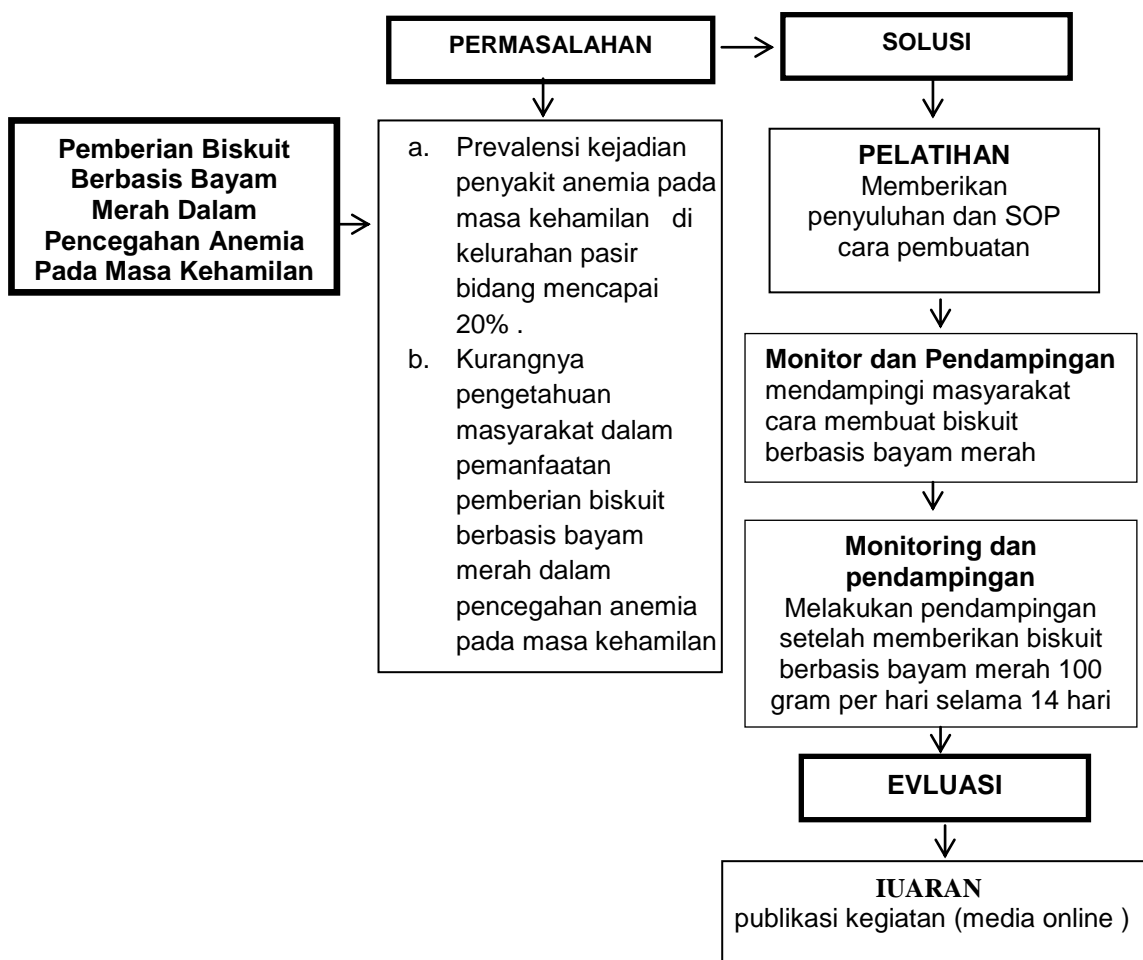 PERMASALAHAN
SOLUSI
Pemberian Biskuit
Berbasis Bayam
Merah Dalam
Pencegahan Anemia
Pada Masa Kehamilan
a. Prevalensi kejadian
penyakit anemia pada
masa kehamilan di
kelurahan pasir
bidang mencapai
20% .
b. Kurangnya
pengetahuan
masyarakat dalam
pemanfaatan
pemberian biskuit
berbasis bayam
merah dalam
pencegahan anemia
pada masa kehamilan
PELATIHAN
Memberikan
penyuluhan dan SOP
cara pembuatan
Monitor dan Pendampingan
mendampingi masyarakat
cara membuat biskuit
berbasis bayam merah
Monitoring dan
pendampingan
Melakukan pendampingan
setelah memberikan biskuit
berbasis bayam merah 100
gram per hari selama 14 hari
EVLUASI
IUARAN
publikasi kegiatan (media online )